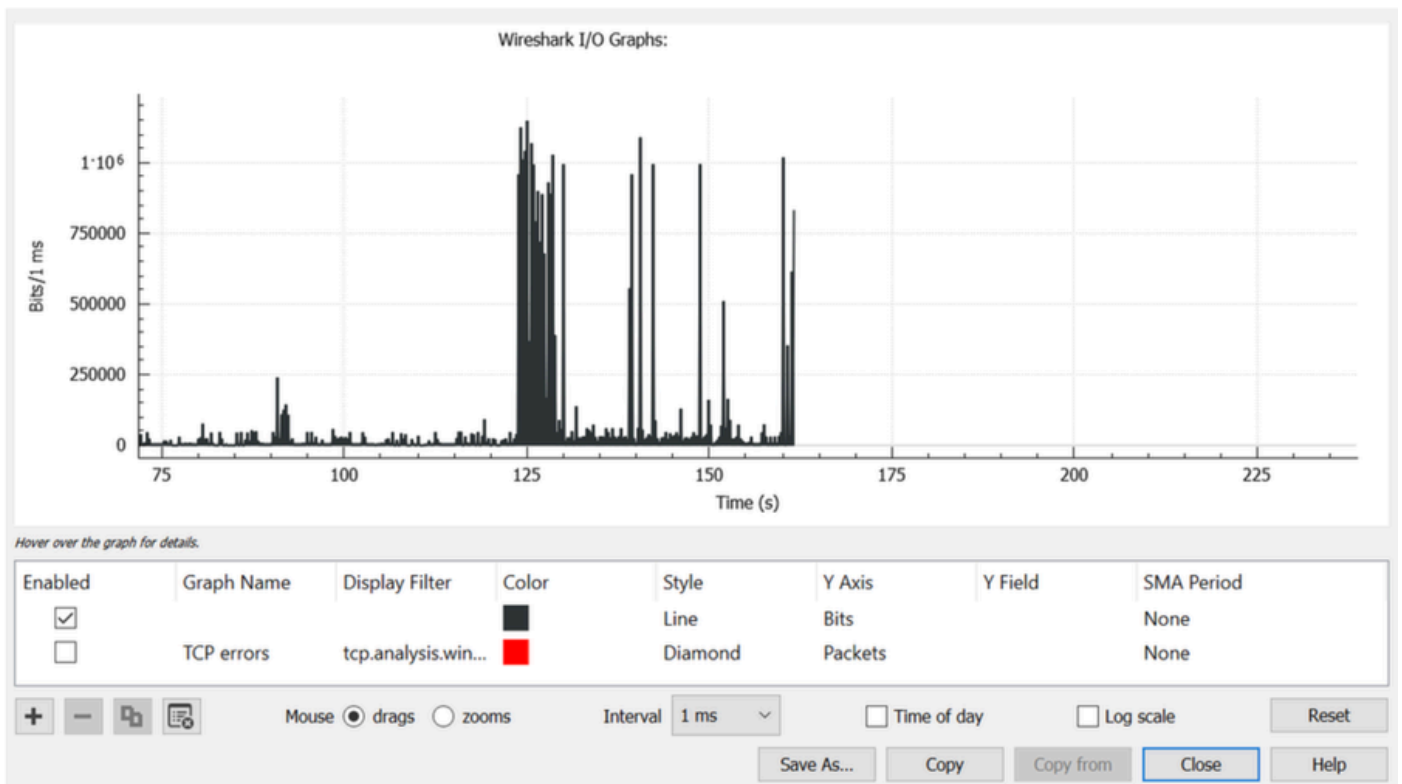 Wireshark I/O Graphs:
1·10⁶
750000
500000
250000
0
Bits/1 ms
75 100 125 150 175 200 225
Time (s)
Hover over the graph for details.
Enabled Graph Name Display Filter Color Style Y Axis Y Field SMA Period
Line Bits None
TCP errors tcp.analysis.win... Diamond Packets None
Mouse drags zooms Interval 1 ms Time of day Log scale Reset
Save As... Copy Copy from Close Help